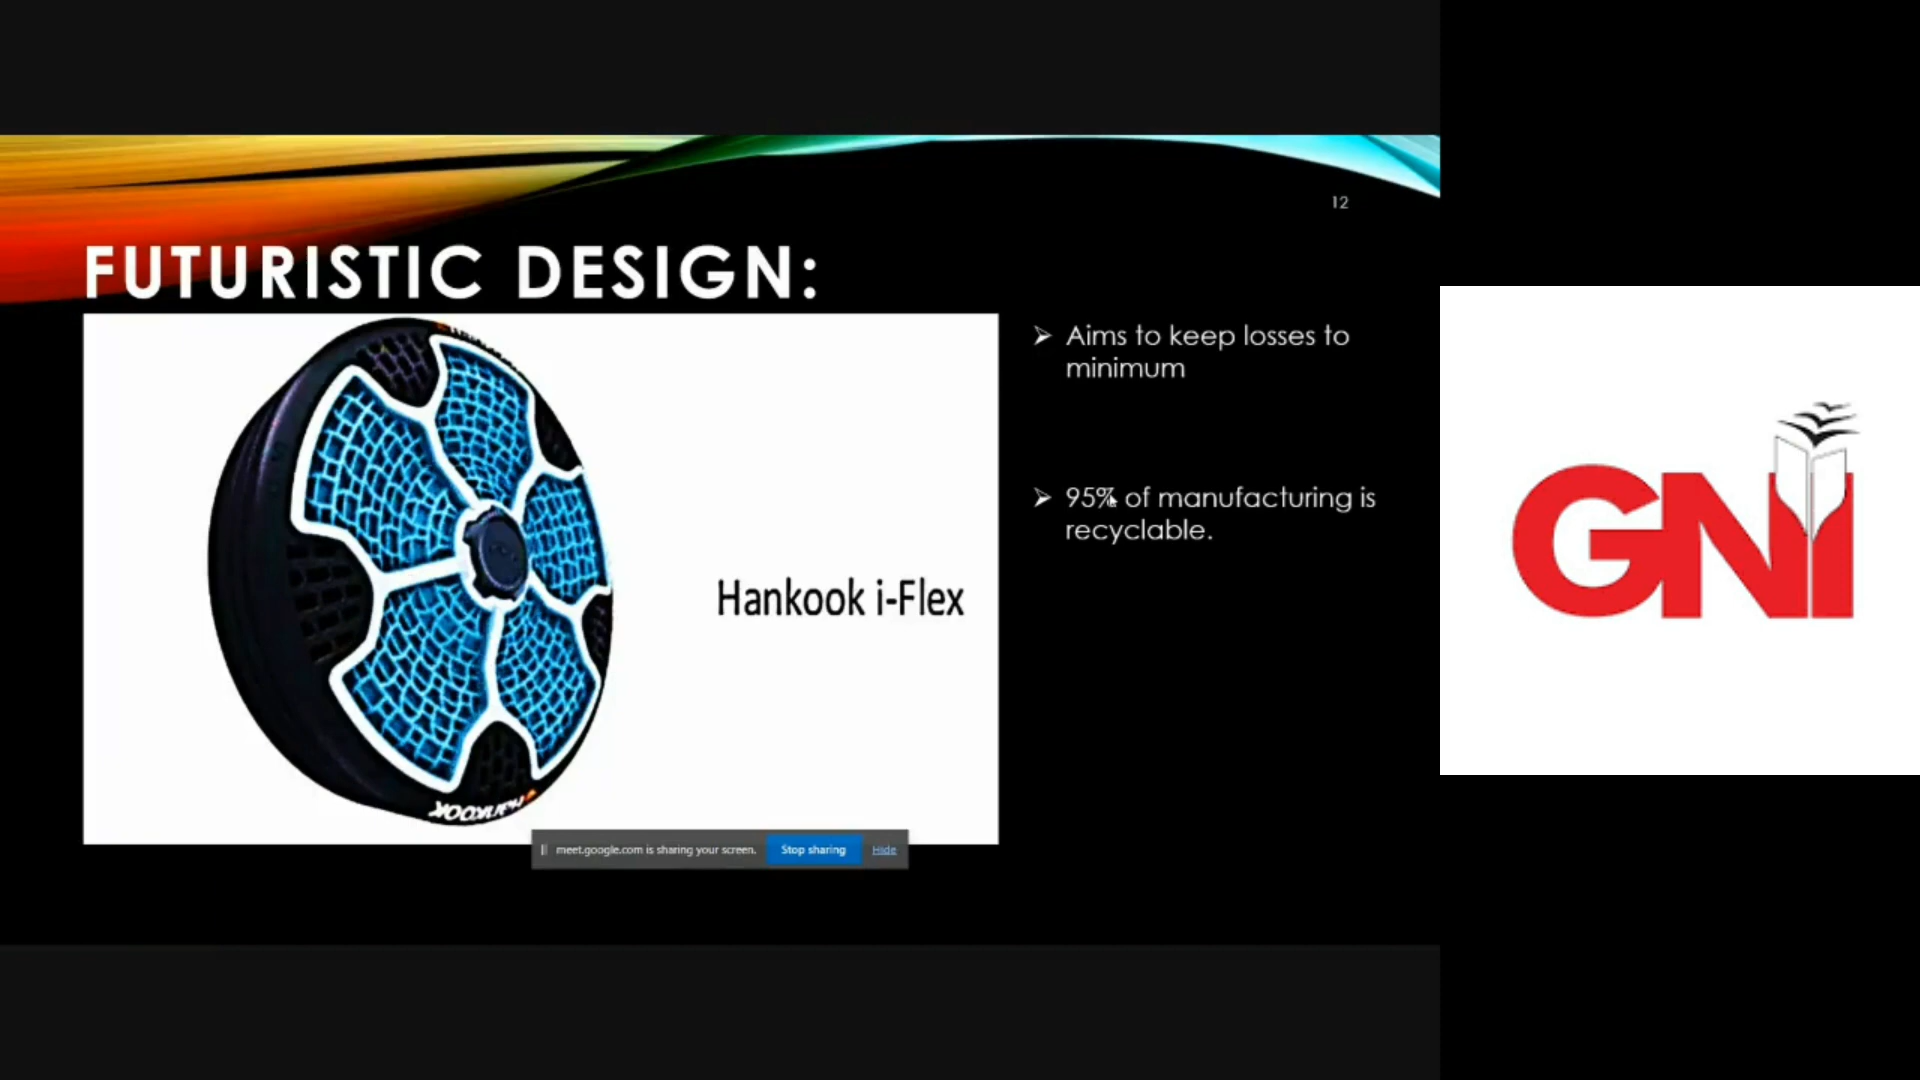 12
FUTURISTIC DESIGN:
Aims to keep losses to
minimum
95% of manufacturing is
recyclable.
Hankook i-Flex
HANKOOK
meet.google.com is sharing your screen. Stop sharing Hide
GNI